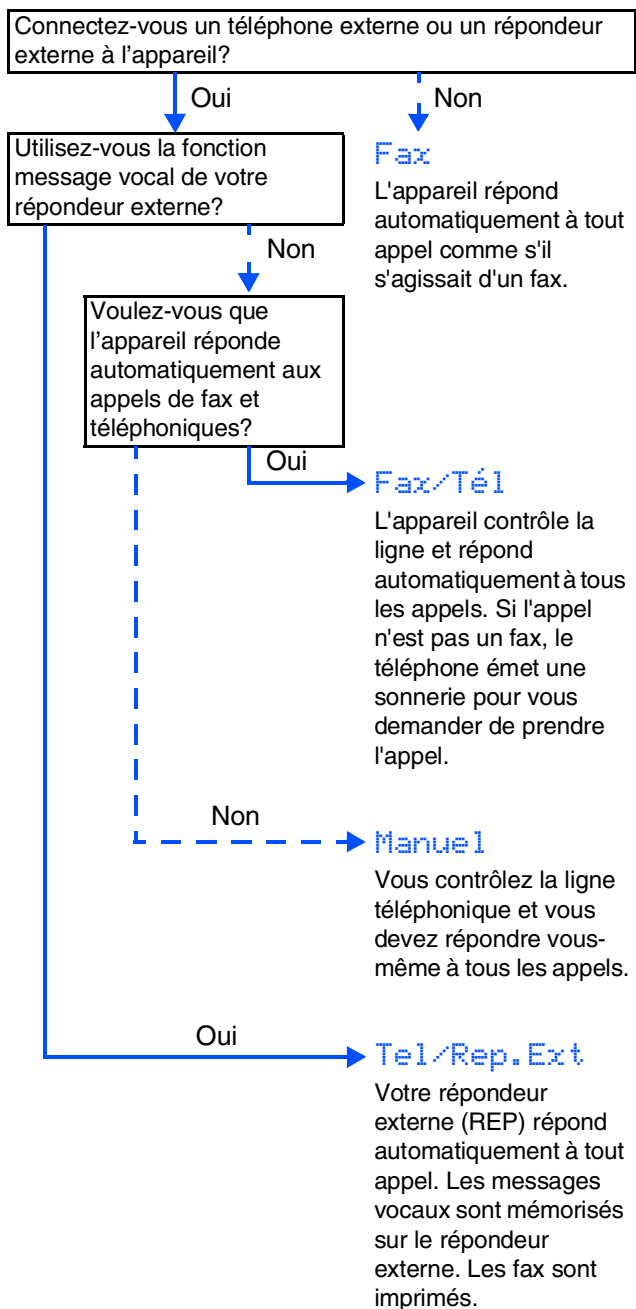 Connectez-vous un téléphone externe ou un répondeur
externe à l’appareil?
Oui
Non
Utilisez-vous la fonction
message vocal de votre
répondeur externe?
Fax
L'appareil répond
automatiquement à tout
appel comme s'il
s'agissait d'un fax.
Non
Voulez-vous que
l’appareil réponde
automatiquement aux
appels de fax et
téléphoniques?
Oui
Fax/Tél
L'appareil contrôle la
ligne et répond
automatiquement à tous
les appels. Si l'appel
n'est pas un fax, le
téléphone émet une
sonnerie pour vous
demander de prendre
l'appel.
Non
Manuel
Vous contrôlez la ligne
téléphonique et vous
devez répondre vous-
même à tous les appels.
Oui
Tel/Rep.Ext
Votre répondeur
externe (REP) répond
automatiquement à tout
appel. Les messages
vocaux sont mémorisés
sur le répondeur
externe. Les fax sont
imprimés.